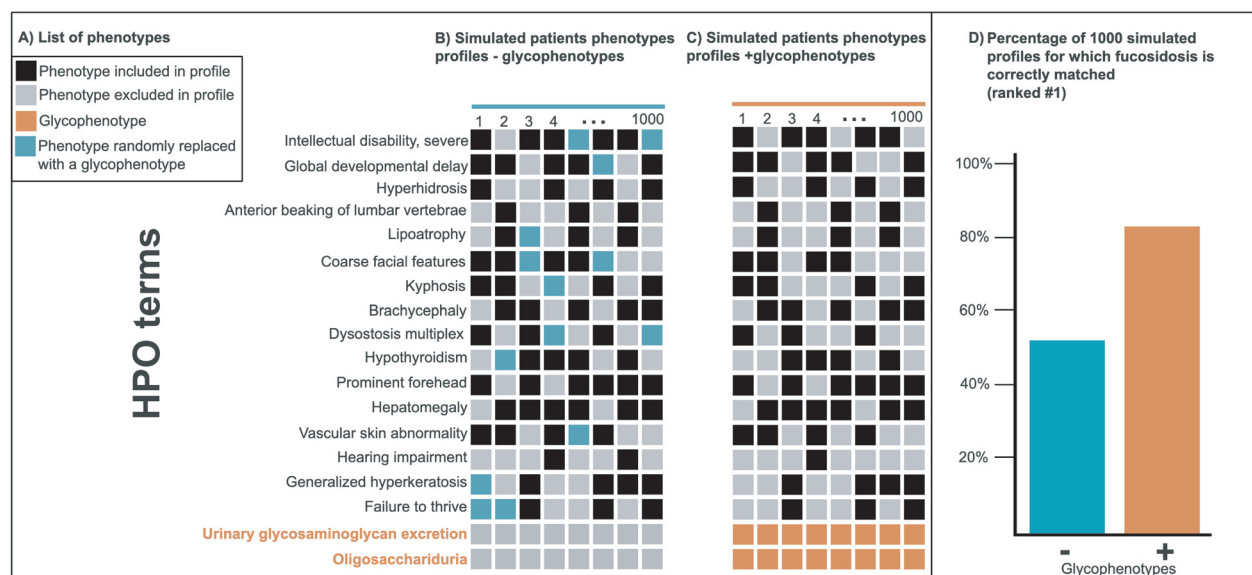 A) List of phenotypes
Phenotype included in profile
Phenotype excluded in profile
Glycophenotype
Phenotype randomly replaced
with a glycophenotype
HPO terms
B) Simulated patients phenotypes
profiles - glycophenotypes
1 2 3 4 ... 1000
C) Simulated patients phenotypes
profiles +glycophenotypes
1 2 3 4 ... 1000
Intellectual disability, severe
Global developmental delay
Hyperhidrosis
Anterior beaking of lumbar vertebrae
Lipoatrophy
Coarse facial features
Kyphosis
Brachycephaly
Dysostosis multiplex
Hypothyroidism
Prominent forehead
Hepatomegaly
Vascular skin abnormality
Hearing impairment
Generalized hyperkeratosis
Failure to thrive
Urinary glycosaminoglycan excretion
Oligosacchariduria
D) Percentage of 1000 simulated
profiles for which fucosidosis is
correctly matched
(ranked #1)
100%
80%
60%
40%
20%
- +
Glycophenotypes